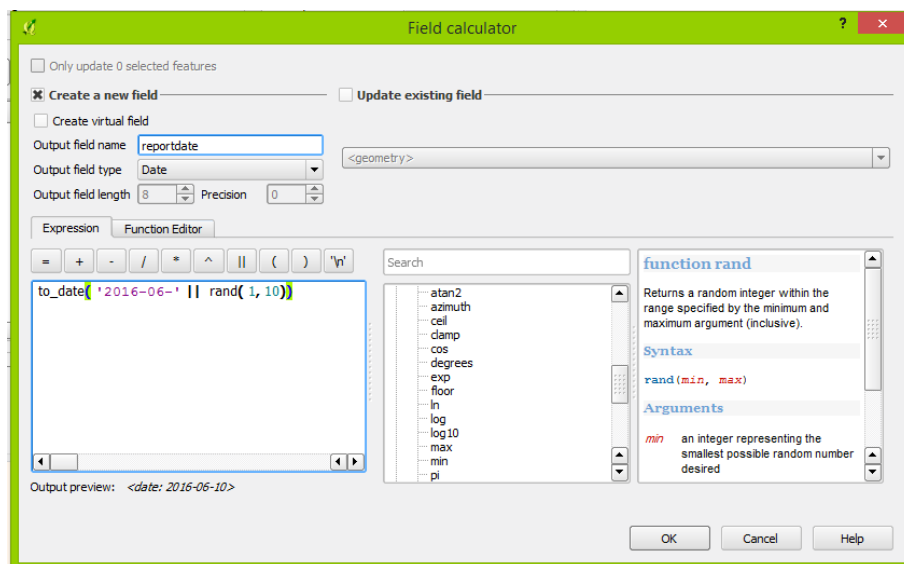 Field calculator
? ×
Only update 0 selected features
Create a new field
Update existing field
Create virtual field
Output field name reportdate
<geometry>
Output field type Date
Output field length 8 Precision 0
Expression Function Editor
= + - / * ^ || ( ) '\n'
to_date( '2016-06-' || rand( 1, 10))
Output preview: <date: 2016-06-10>
Search
atan2
azimuth
ceil
clamp
cos
degrees
exp
floor
ln
log
log10
max
min
pi
function rand
Returns a random integer within the
range specified by the minimum and
maximum argument (inclusive).
Syntax
rand(min, max)
Arguments
min an integer representing the
smallest possible random number
desired
OK Cancel Help